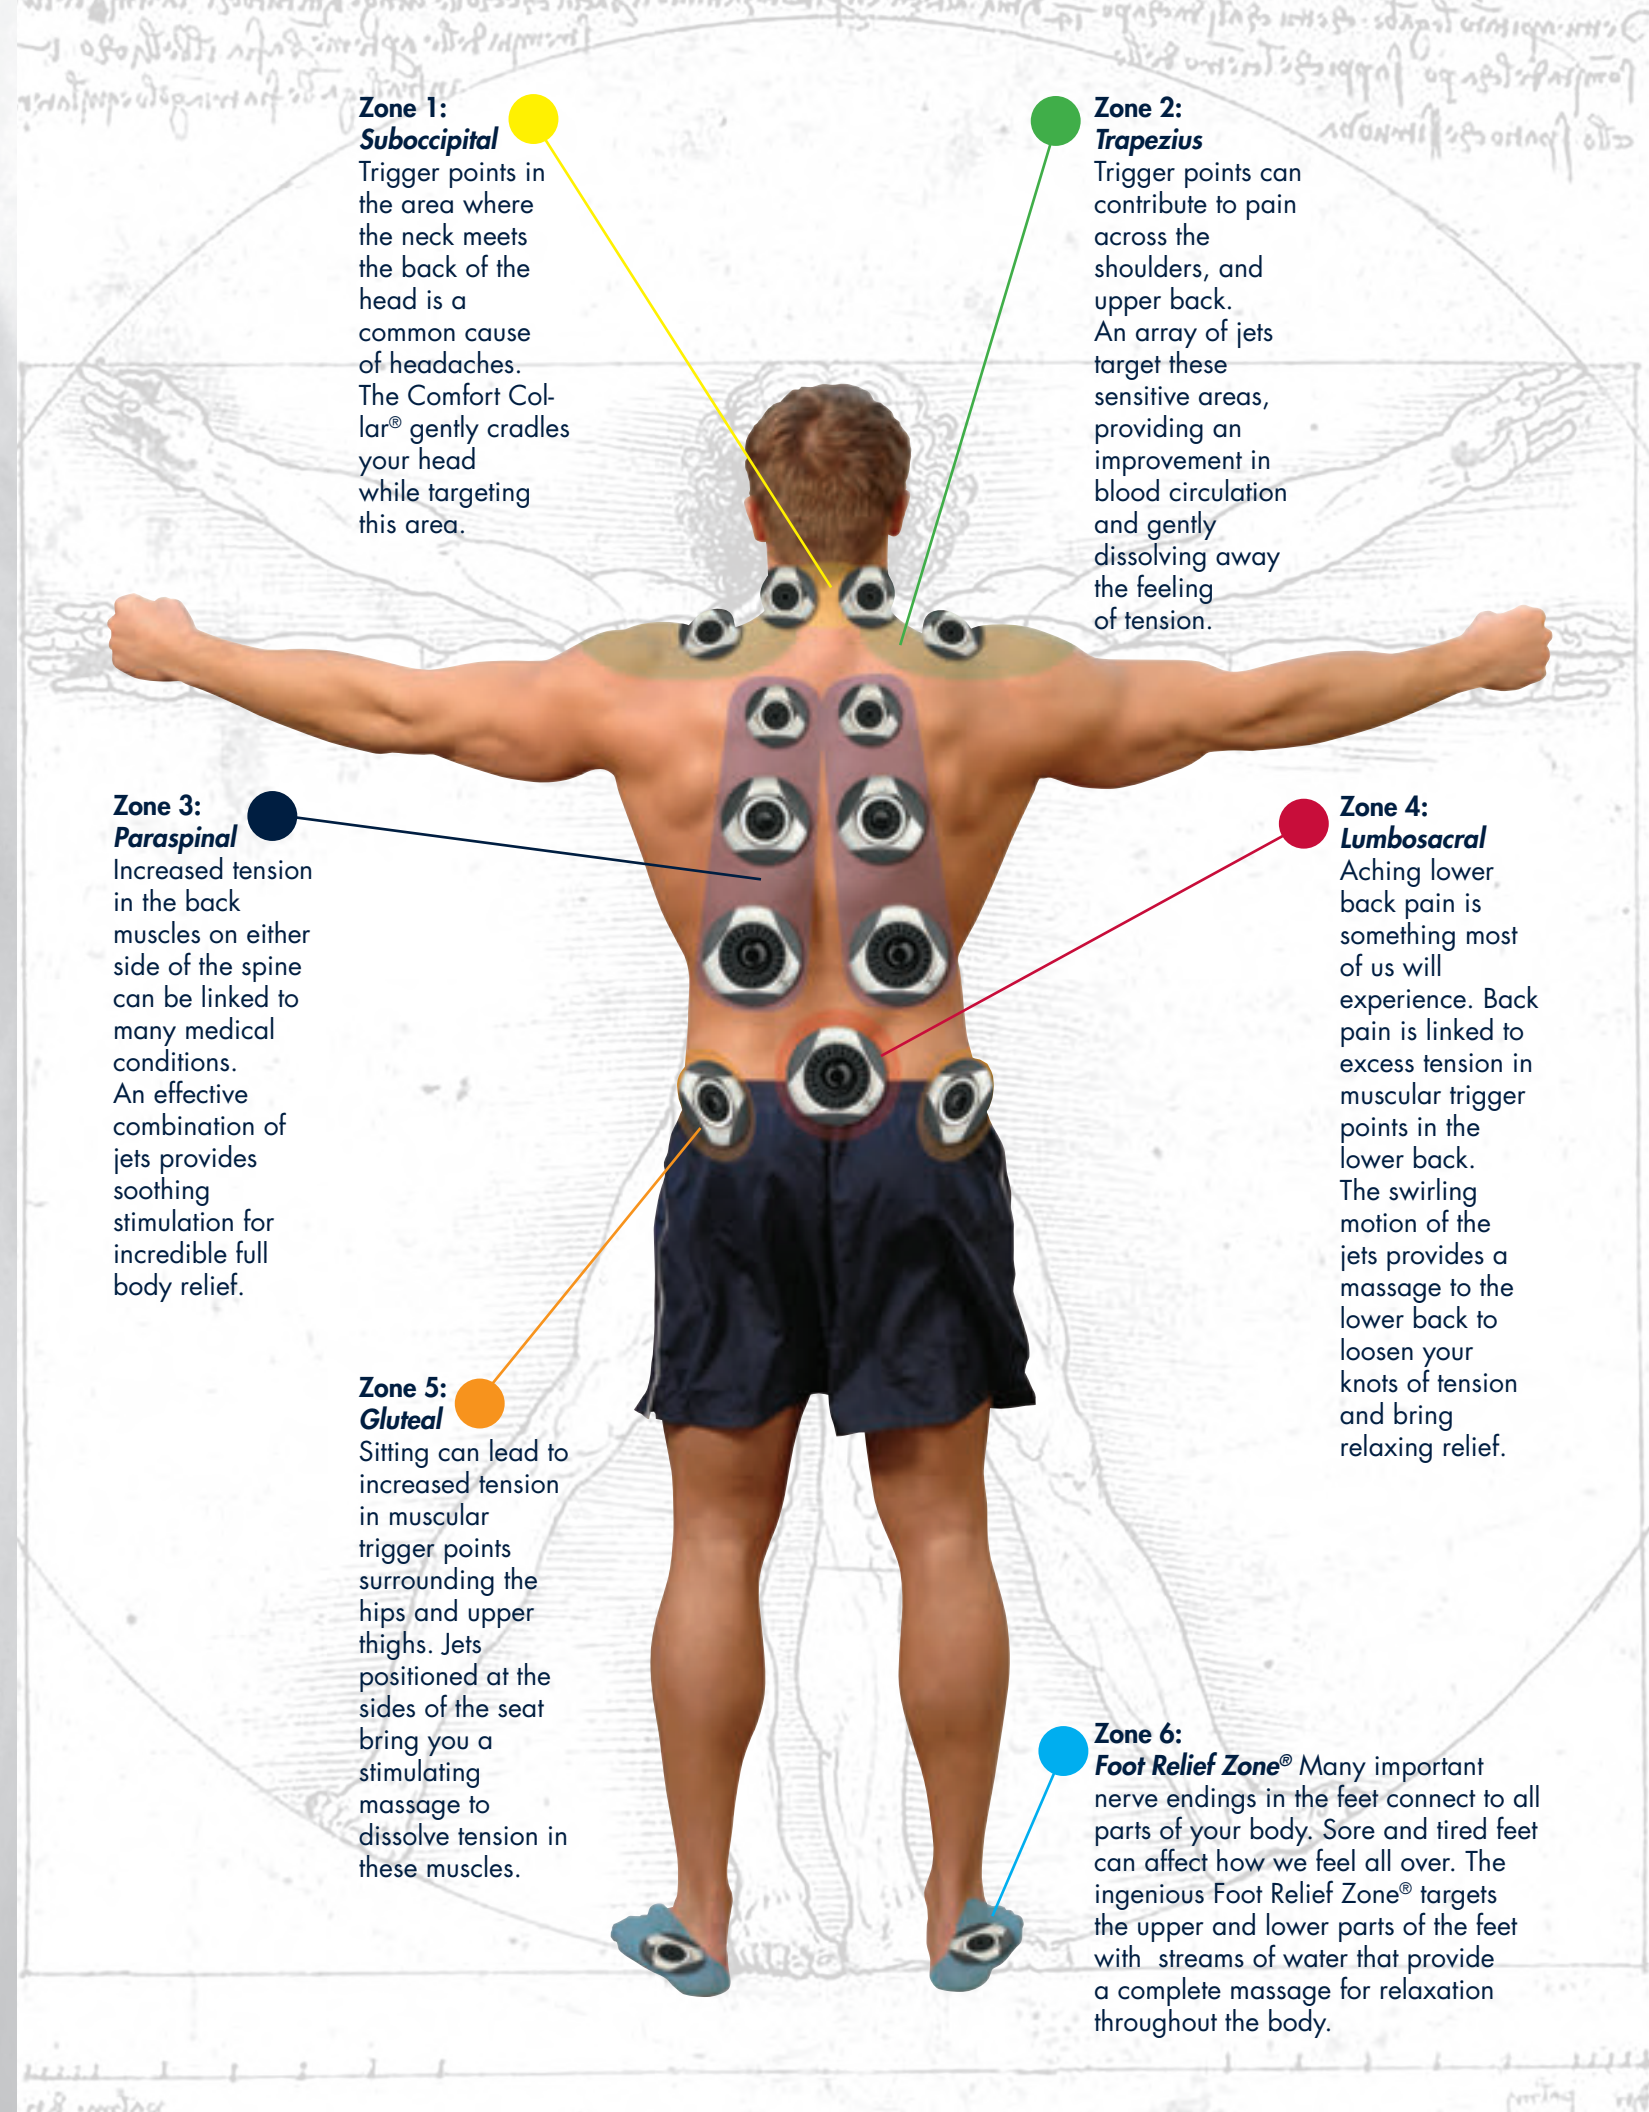 Zone 1:
Suboccipital
Trigger points in
the area where
the neck meets
the back of the
head is a
common cause
of headaches.
The Comfort Col-
lar® gently cradles
your head
while targeting
this area.
Zone 2:
Trapezius
Trigger points can
contribute to pain
across the
shoulders, and
upper back.
An array of jets
target these
sensitive areas,
providing an
improvement in
blood circulation
and gently
dissolving away
the feeling
of tension.
Zone 3:
Paraspinal
Increased tension
in the back
muscles on either
side of the spine
can be linked to
many medical
conditions.
An effective
combination of
jets provides
soothing
stimulation for
incredible full
body relief.
Zone 4:
Lumbosacral
Aching lower
back pain is
something most
of us will
experience. Back
pain is linked to
excess tension in
muscular trigger
points in the
lower back.
The swirling
motion of the
jets provides a
massage to the
lower back to
loosen your
knots of tension
and bring
relaxing relief.
Zone 5:
Gluteal
Sitting can lead to
increased tension
in muscular
trigger points
surrounding the
hips and upper
thighs. Jets
positioned at the
sides of the seat
bring you a
stimulating
massage to
dissolve tension in
these muscles.
Zone 6:
Foot Relief Zone® Many important
nerve endings in the feet connect to all
parts of your body. Sore and tired feet
can affect how we feel all over. The
ingenious Foot Relief Zone® targets
the upper and lower parts of the feet
with  streams of water that provide
a complete massage for relaxation
throughout the body.